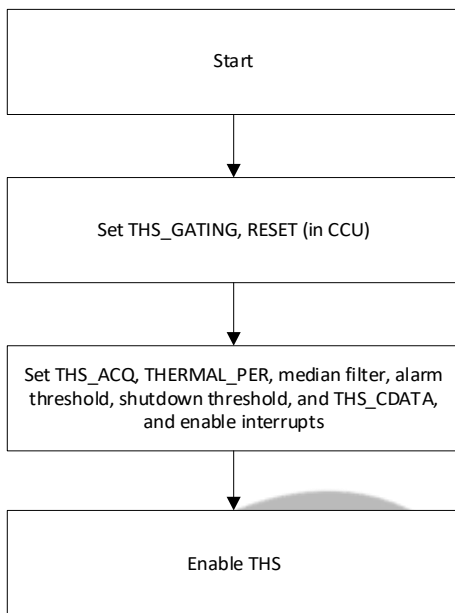 Start
Set THS_GATING, RESET (in CCU)
Set THS_ACQ, THERMAL_PER, median filter, alarm
threshold, shutdown threshold, and THS_CDATA,
and enable interrupts
Enable THS